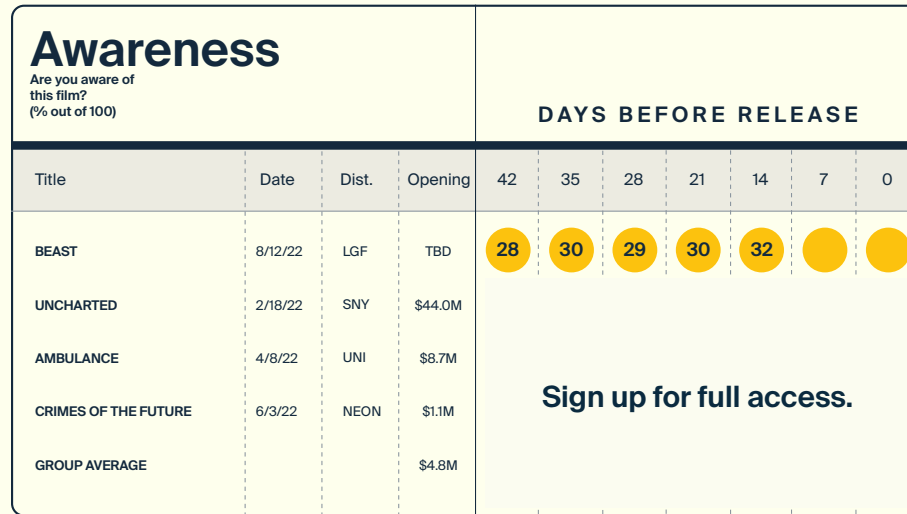 Awareness
Are you aware of
this film?
(% out of 100)
DAYS BEFORE RELEASE
Title Date Dist. Opening 42 35 28 21 14 7 0
BEAST 8/12/22 LGF TBD 28 30 29 30 32
UNCHARTED 2/18/22 SNY $44.0M
AMBULANCE 4/8/22 UNI $8.7M
Sign up for full access.
CRIMES OF THE FUTURE 6/3/22 NEON $1.1M
GROUP AVERAGE $4.8M